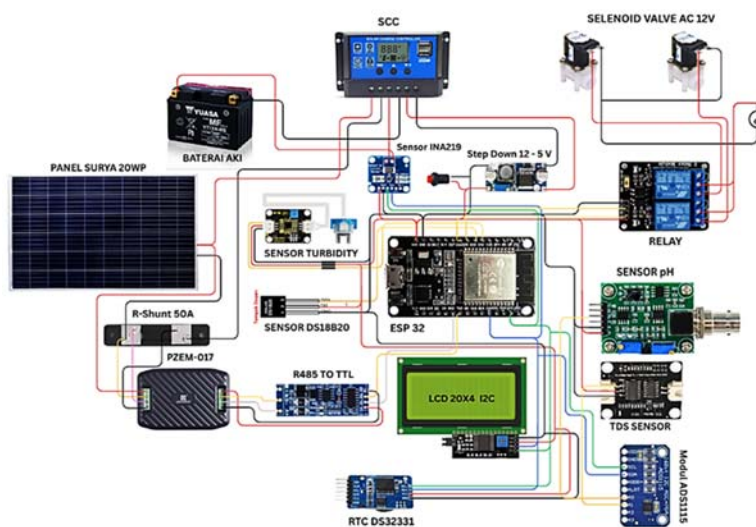 SCC
SELENOID VALVE AC 12V
YUASA
MF
BATERAI AKI
Sensor INA219
Step Down 12 - 5 V
PANEL SURYA 20WP
SENSOR TURBIDITY
RELAY
SENSOR pH
ESP 32
SENSOR DS18B20
R-Shunt 50A
PZEM-017
R485 TO TTL
LCD 20X4 I2C
TDS SENSOR
Modul ADS1115
RTC DS32331